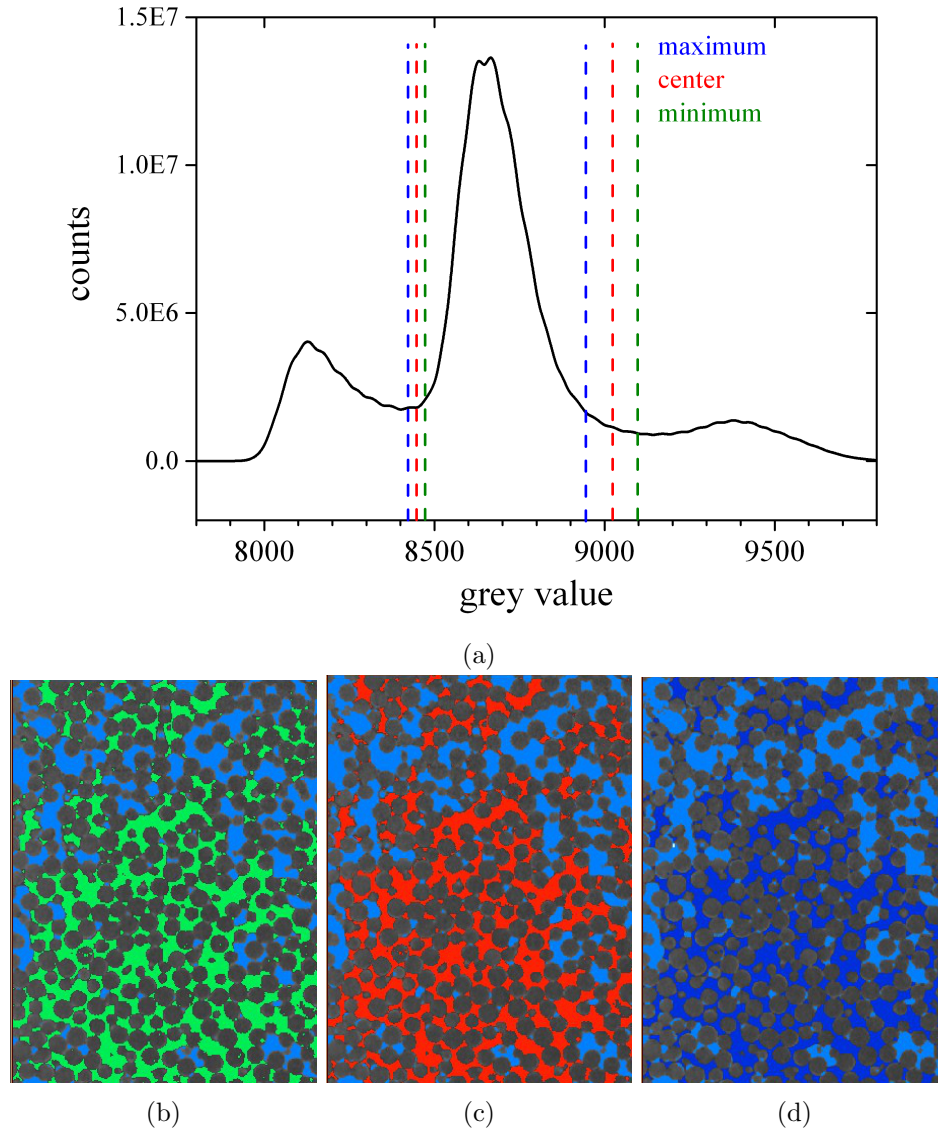 1.5E7
maximum
center
minimum
1.0E7
counts
5.0E6
0.0
8000 8500 9000 9500
grey value
(a)
(b) (c) (d)